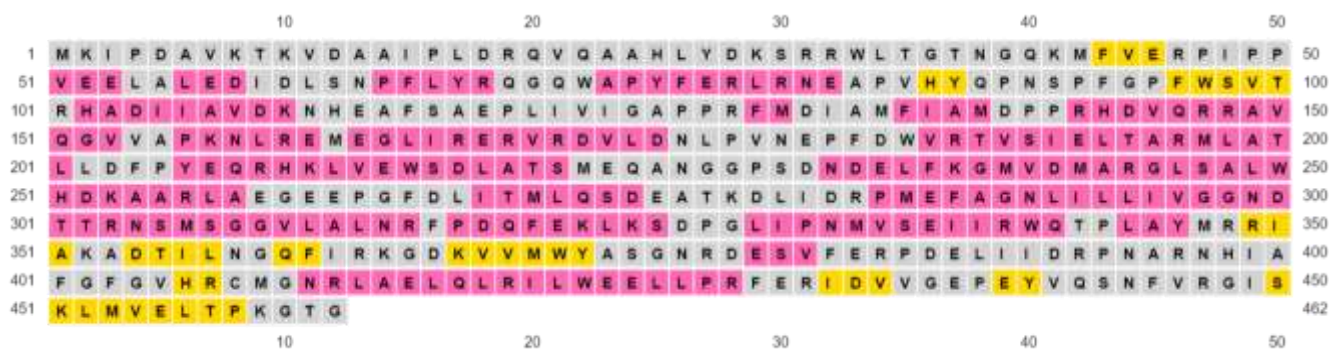 10 20 30 40 50
1 M K I P D A V K T K V D A A I P L D R Q V Q A A H L Y D K S R R W L T G T N G Q K M F V E R P I P P 50
51 V E E L A L E D I D L S N P F L Y R Q G Q W A P Y F E R L R N E A P V H Y Q P N S P F G P F W S V T 100
101 R H A D I I A V D K N H E A F S A E P L I V I G A P P R F M D I A M F I A M D P P R H D V Q R R A V 150
151 Q G V V A P K N L R E M E G L I R E R V R D V L D N L P V N E P F D W V R T V S I E L T A R M L A T 200
201 L L D F P Y E Q R H K L V E W S D L A T S M E Q A N G G P S D N D E L F K G M V D M A R G L S A L W 250
251 H D K A A R L A E G E E P G F D L I T M L Q S D E A T K D L I D R P M E F A G N L I L L I V G G N D 300
301 T T R N S M S G G V L A L N R F P D Q F E K L K S D P G L I P N M V S E I I R W Q T P L A Y M R R I 350
351 A K A D T I L N G Q F I R K G D K V V M W Y A S G N R D E S V F E R P D E L I I D R P N A R N H I A 400
401 F G F G V H R C M G N R L A E L Q L R I L W E E L L P R F E R I D V V G E P E Y V Q S N F V R G I S 450
451 K L M V E L T P K G T G 462
10 20 30 40 50